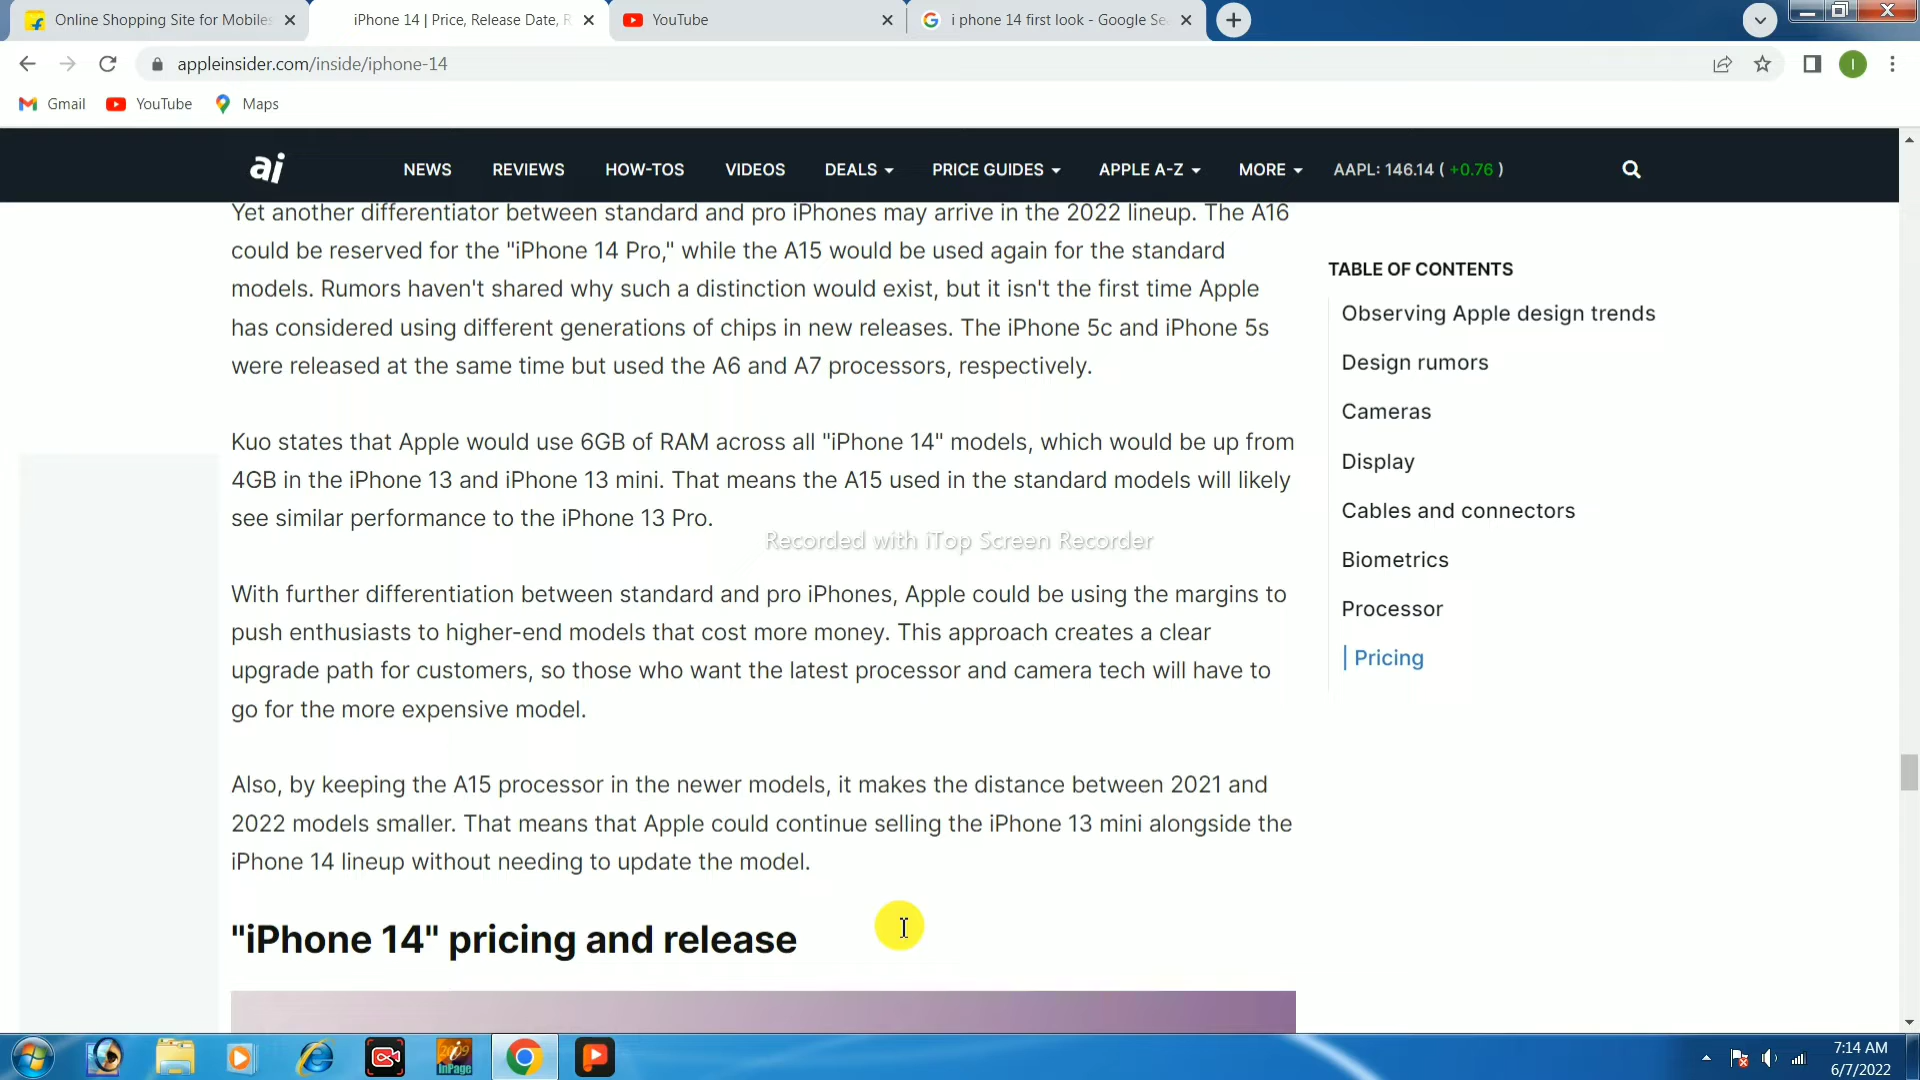 Online Shopping Site for Mobiles
iPhone 14 | Price, Release Date, R
YouTube
i phone 14 first look - Google Se
appleinsider.com/inside/iphone-14
I
Gmail
YouTube
Maps
ai
NEWS
REVIEWS
HOW-TOS
VIDEOS
DEALS
PRICE GUIDES
APPLE A-Z
MORE
AAPL: 146.14 ( +0.76 )
Yet another differentiator between standard and pro iPhones may arrive in the 2022 lineup. The A16
could be reserved for the "iPhone 14 Pro," while the A15 would be used again for the standard
models. Rumors haven't shared why such a distinction would exist, but it isn't the first time Apple
has considered using different generations of chips in new releases. The iPhone 5c and iPhone 5s
were released at the same time but used the A6 and A7 processors, respectively.
Kuo states that Apple would use 6GB of RAM across all "iPhone 14" models, which would be up from
4GB in the iPhone 13 and iPhone 13 mini. That means the A15 used in the standard models will likely
see similar performance to the iPhone 13 Pro.
Recorded with iTop Screen Recorder
With further differentiation between standard and pro iPhones, Apple could be using the margins to
push enthusiasts to higher-end models that cost more money. This approach creates a clear
upgrade path for customers, so those who want the latest processor and camera tech will have to
go for the more expensive model.
Also, by keeping the A15 processor in the newer models, it makes the distance between 2021 and
2022 models smaller. That means that Apple could continue selling the iPhone 13 mini alongside the
iPhone 14 lineup without needing to update the model.
"iPhone 14" pricing and release
TABLE OF CONTENTS
Observing Apple design trends
Design rumors
Cameras
Display
Cables and connectors
Biometrics
Processor
Pricing
2009
InPage
7:14 AM
6/7/2022